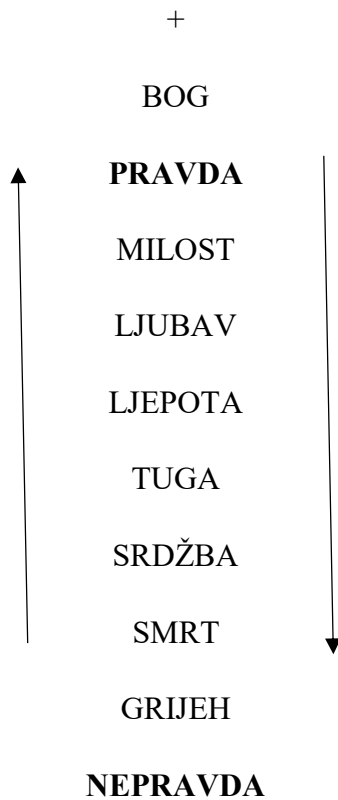 +
BOG
PRAVDA
MILOST
LJUBAV
LJEPOTA
TUGA
SRDŽBA
SMRT
GRIJEH
NEPRAVDA